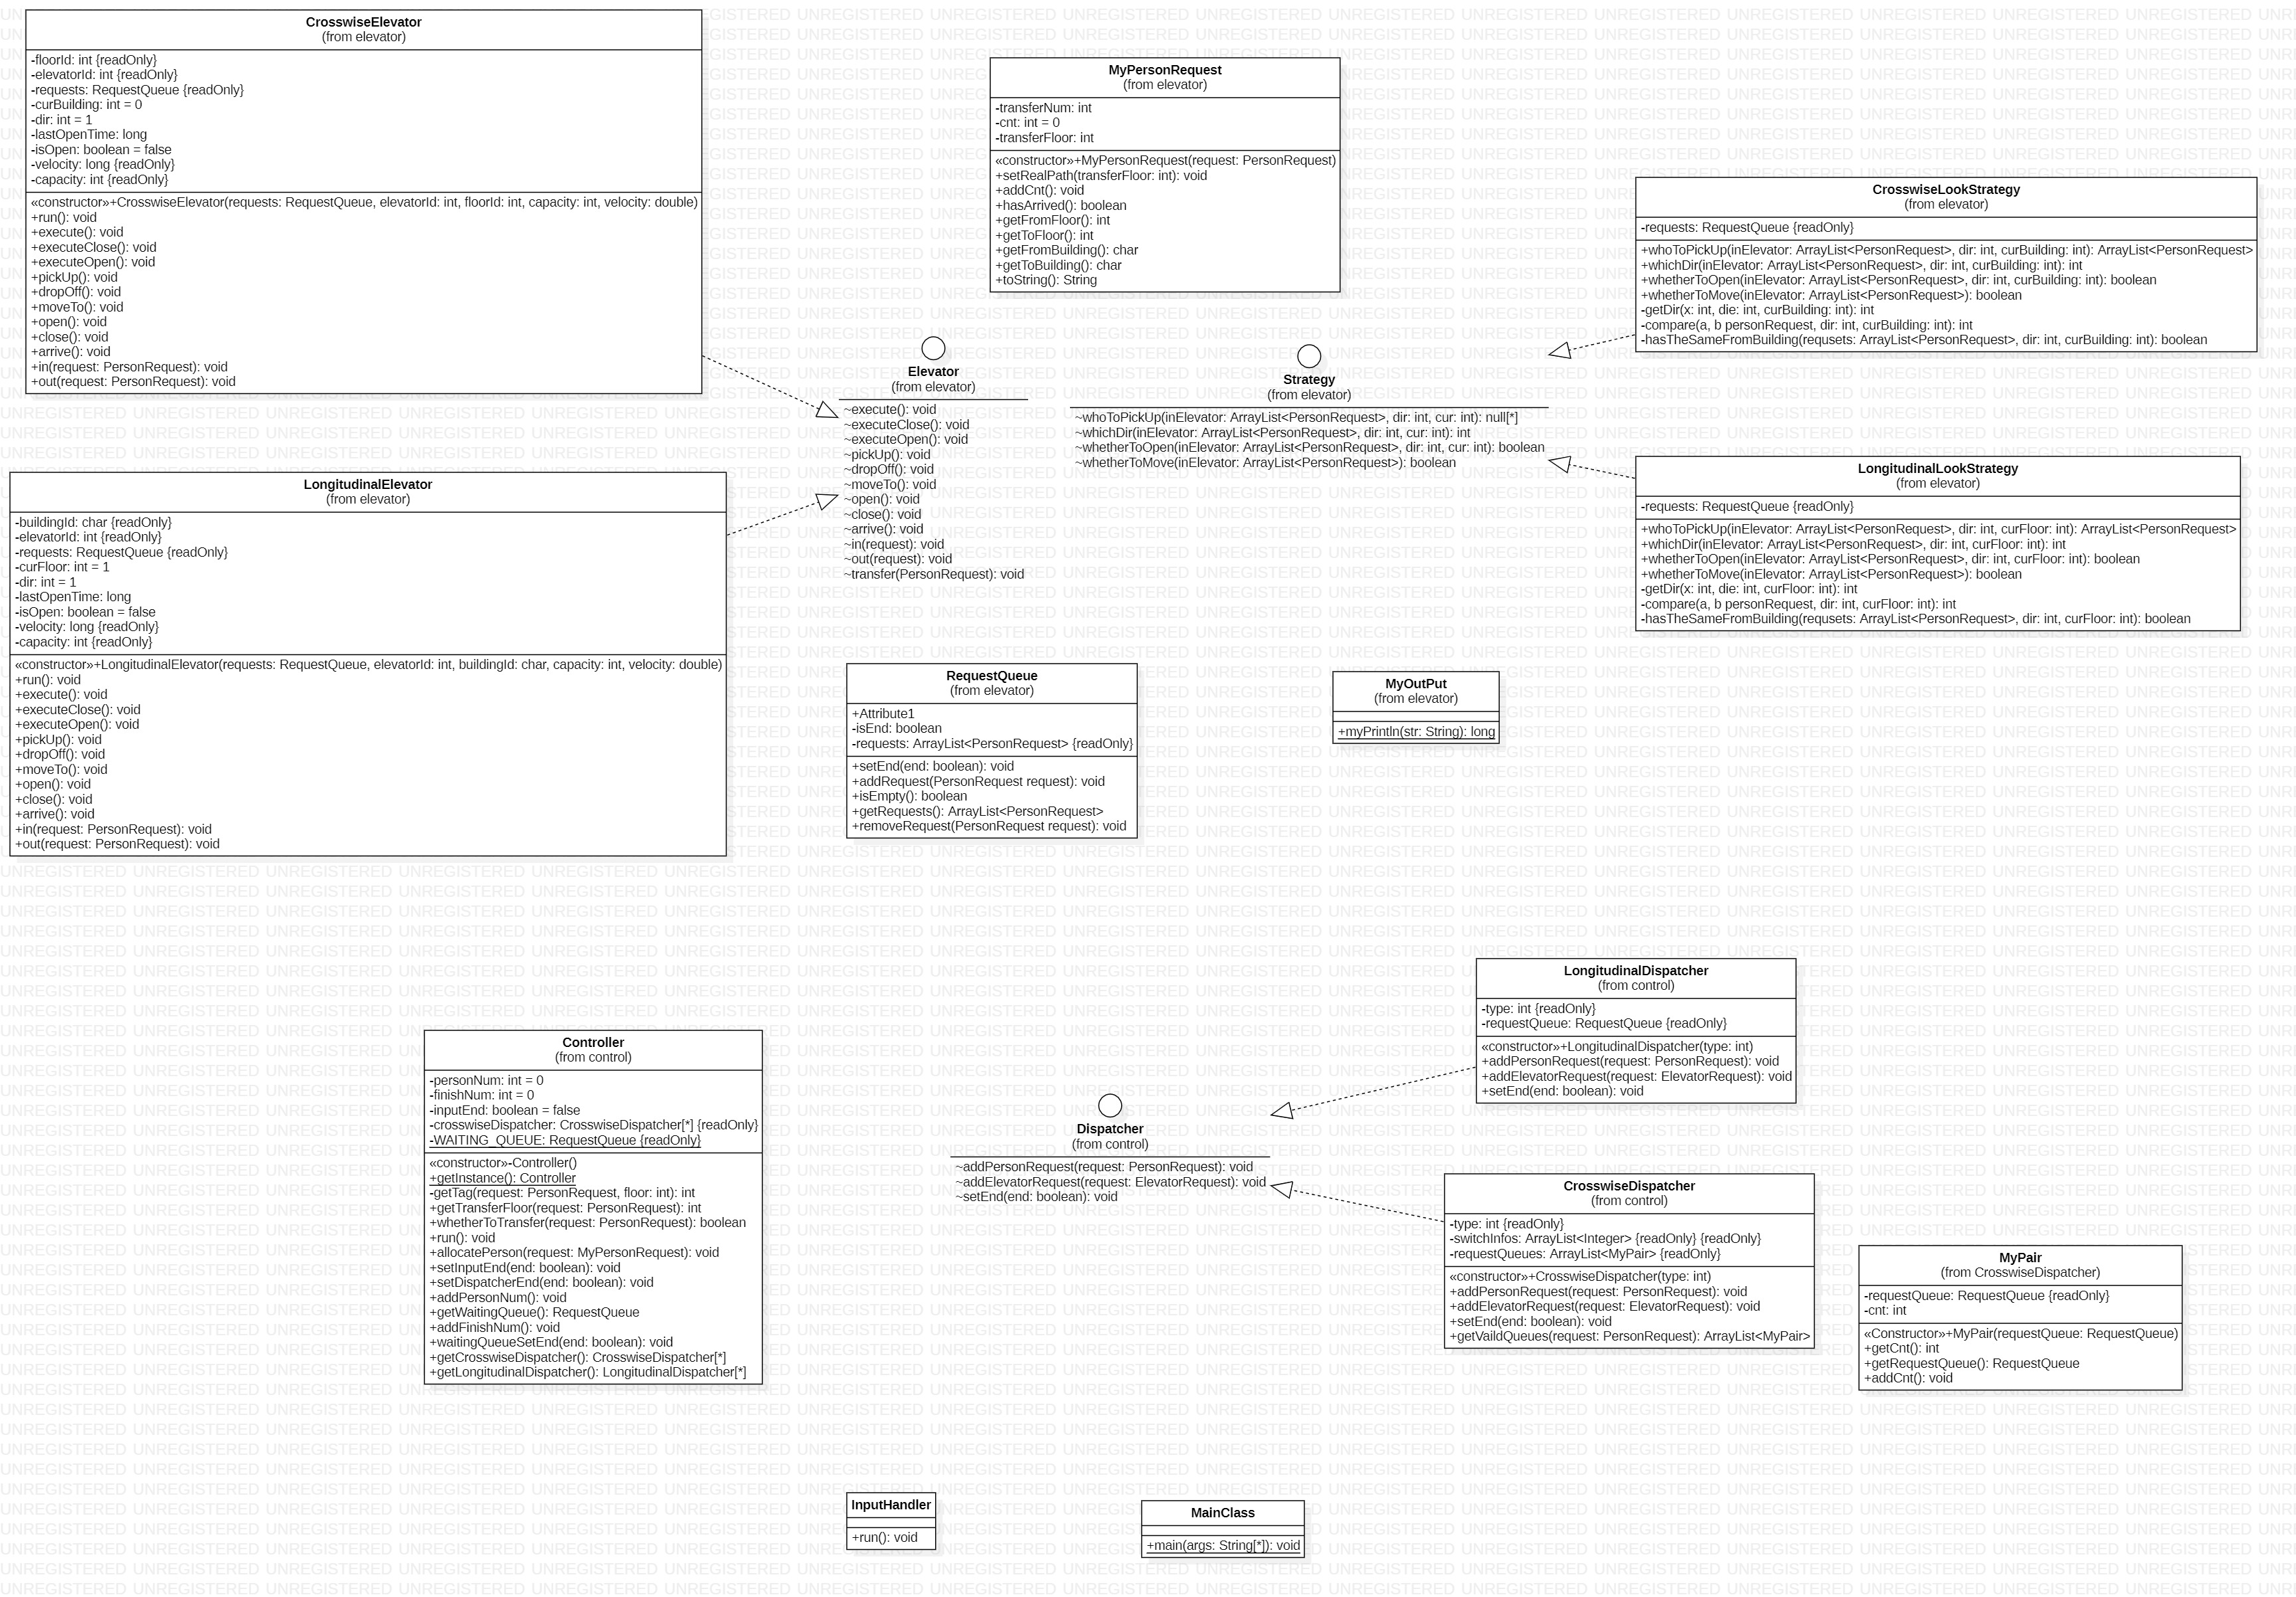 CrosswiseElevator
(from elevator)
-floorId: int {readOnly}
-elevatorId: int {readOnly}
-requests: RequestQueue {readOnly}
-curBuilding: int = 0
-dir: int = 1
-lastOpenTime: long
-isOpen: boolean = false
-velocity: long {readOnly}
-capacity: int {readOnly}
«constructor»+CrosswiseElevator(requests: RequestQueue, elevatorId: int, floorId: int, capacity: int, velocity: double)
+run(): void
+execute(): void
+executeClose(): void
+executeOpen(): void
+pickUp(): void
+dropOff(): void
+moveTo(): void
+open(): void
+close(): void
+arrive(): void
+in(request: PersonRequest): void
+out(request: PersonRequest): void
MyPersonRequest
(from elevator)
-transferNum: int
-cnt: int = 0
-transferFloor: int
«constructor»+MyPersonRequest(request: PersonRequest)
+setRealPath(transferFloor: int): void
+addCnt(): void
+hasArrived(): boolean
+getFromFloor(): int
+getToFloor(): int
+getFromBuilding(): char
+getToBuilding(): char
+toString(): String
CrosswiseLookStrategy
(from elevator)
-requests: RequestQueue {readOnly}
+whoToPickUp(inElevator: ArrayList<PersonRequest>, dir: int, curBuilding: int): ArrayList<PersonRequest>
+whichDir(inElevator: ArrayList<PersonRequest>, dir: int, curBuilding: int): int
+whetherToOpen(inElevator: ArrayList<PersonRequest>, dir: int, curBuilding: int): boolean
+whetherToMove(inElevator: ArrayList<PersonRequest>): boolean
-getDir(x: int, die: int, curBuilding: int): int
-compare(a, b personRequest, dir: int, curBuilding: int): int
-hasTheSameFromBuilding(requsets: ArrayList<PersonRequest>, dir: int, curBuilding: int): boolean
Elevator
(from elevator)
~execute(): void
~executeClose(): void
~executeOpen(): void
~pickUp(): void
~dropOff(): void
~moveTo(): void
~open(): void
~close(): void
~arrive(): void
~in(request): void
~out(request): void
~transfer(PersonRequest): void
Strategy
(from elevator)
~whoToPickUp(inElevator: ArrayList<PersonRequest>, dir: int, cur: int): null[*]
~whichDir(inElevator: ArrayList<PersonRequest>, dir: int, cur: int): int
~whetherToOpen(inElevator: ArrayList<PersonRequest>, dir: int, cur: int): boolean
~whetherToMove(inElevator: ArrayList<PersonRequest>): boolean
LongitudinalElevator
(from elevator)
-buildingId: char {readOnly}
-elevatorId: int {readOnly}
-requests: RequestQueue {readOnly}
-curFloor: int = 1
-dir: int = 1
-lastOpenTime: long
-isOpen: boolean = false
-velocity: long {readOnly}
-capacity: int {readOnly}
«constructor»+LongitudinalElevator(requests: RequestQueue, elevatorId: int, buildingId: char, capacity: int, velocity: double)
+run(): void
+execute(): void
+executeClose(): void
+executeOpen(): void
+pickUp(): void
+dropOff(): void
+moveTo(): void
+open(): void
+close(): void
+arrive(): void
+in(request: PersonRequest): void
+out(request: PersonRequest): void
LongitudinalLookStrategy
(from elevator)
-requests: RequestQueue {readOnly}
+whoToPickUp(inElevator: ArrayList<PersonRequest>, dir: int, curFloor: int): ArrayList<PersonRequest>
+whichDir(inElevator: ArrayList<PersonRequest>, dir: int, curFloor: int): int
+whetherToOpen(inElevator: ArrayList<PersonRequest>, dir: int, curFloor: int): boolean
+whetherToMove(inElevator: ArrayList<PersonRequest>): boolean
-getDir(x: int, die: int, curFloor: int): int
-compare(a, b personRequest, dir: int, curFloor: int): int
-hasTheSameFromBuilding(requsets: ArrayList<PersonRequest>, dir: int, curFloor: int): boolean
RequestQueue
(from elevator)
+Attribute1
-isEnd: boolean
-requests: ArrayList<PersonRequest> {readOnly}
+setEnd(end: boolean): void
+addRequest(PersonRequest request): void
+isEmpty(): boolean
+getRequests(): ArrayList<PersonRequest>
+removeRequest(PersonRequest request): void
MyOutPut
(from elevator)
+myPrintln(str: String): long
LongitudinalDispatcher
(from control)
-type: int {readOnly}
-requestQueue: RequestQueue {readOnly}
«constructor»+LongitudinalDispatcher(type: int)
+addPersonRequest(request: PersonRequest): void
+addElevatorRequest(request: ElevatorRequest): void
+setEnd(end: boolean): void
Controller
(from control)
-personNum: int = 0
-finishNum: int = 0
-inputEnd: boolean = false
-crosswiseDispatcher: CrosswiseDispatcher[*] {readOnly}
-WAITING_QUEUE: RequestQueue {readOnly}
«constructor»-Controller()
+getInstance(): Controller
-getTag(request: PersonRequest, floor: int): int
+getTransferFloor(request: PersonRequest): int
+whetherToTransfer(request: PersonRequest): boolean
+run(): void
+allocatePerson(request: MyPersonRequest): void
+setInputEnd(end: boolean): void
+setDispatcherEnd(end: boolean): void
+addPersonNum(): void
+getWaitingQueue(): RequestQueue
+addFinishNum(): void
+waitingQueueSetEnd(end: boolean): void
+getCrosswiseDispatcher(): CrosswiseDispatcher[*]
+getLongitudinalDispatcher(): LongitudinalDispatcher[*]
Dispatcher
(from control)
~addPersonRequest(request: PersonRequest): void
~addElevatorRequest(request: ElevatorRequest): void
~setEnd(end: boolean): void
CrosswiseDispatcher
(from control)
-type: int {readOnly}
-switchInfos: ArrayList<Integer> {readOnly} {readOnly}
-requestQueues: ArrayList<MyPair> {readOnly}
«constructor»+CrosswiseDispatcher(type: int)
+addPersonRequest(request: PersonRequest): void
+addElevatorRequest(request: ElevatorRequest): void
+setEnd(end: boolean): void
+getVaildQueues(request: PersonRequest): ArrayList<MyPair>
MyPair
(from CrosswiseDispatcher)
-requestQueue: RequestQueue {readOnly}
-cnt: int
«Constructor»+MyPair(requestQueue: RequestQueue)
+getCnt(): int
+getRequestQueue(): RequestQueue
+addCnt(): void
InputHandler
+run(): void
MainClass
+main(args: String[*]): void